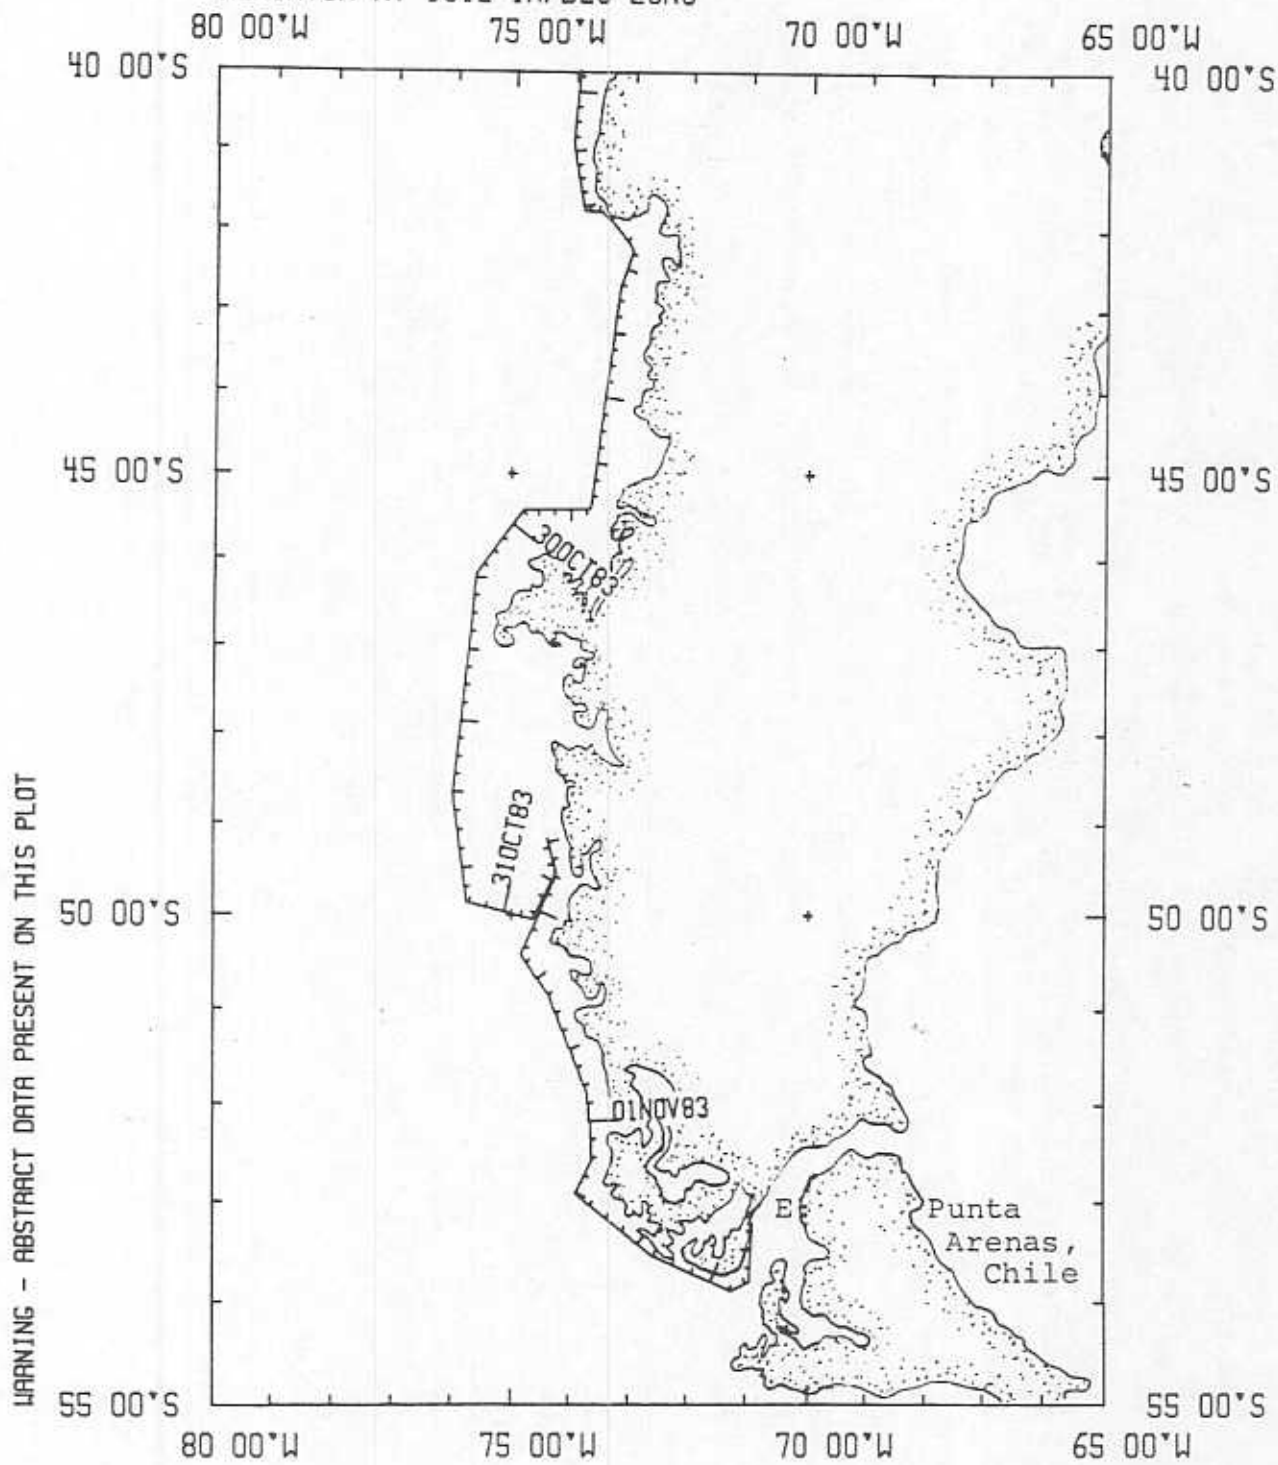 80 00'W 75 00'W 70 00'W 65 00'W
40 00'S 40 00'S
45 00'S 45 00'S
30OCT83
31OCT83
50 00'S 50 00'S
01NOV83
E Punta
Arenas,
Chile
55 00'S 55 00'S
80 00'W 75 00'W 70 00'W 65 00'W
WARNING - ABSTRACT DATA PRESENT ON THIS PLOT